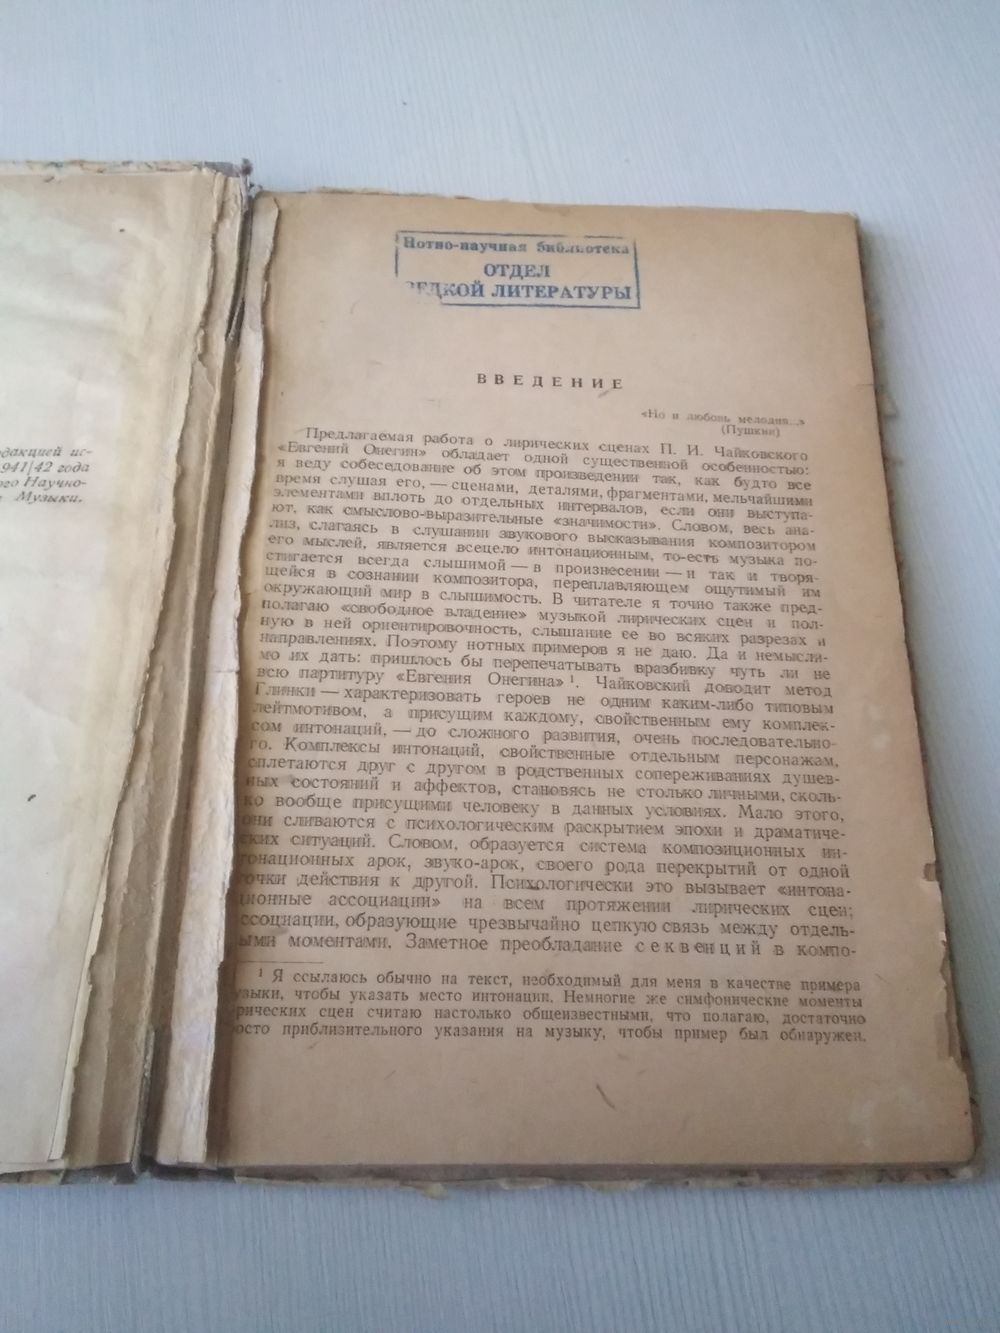 дакцией ис-
941/42 года
ого Научно-
Музыки.
Нотно-научная библиотека
ОТДЕЛ
РЕДКОЙ ЛИТЕРАТУРЫ
ВВЕДЕНИЕ
«Но и любовь мелодия...»
(Пушкин)
Предлагаемая работа о лирических сценах П. И. Чайковского
«Евгений Онегин» обладает одной существенной особенностью:
я веду собеседование об этом произведении так, как будто все
время слушая его, — сценами, деталями, фрагментами, мельчайшими
элементами вплоть до отдельных интервалов, если они выступа-
ют, как смыслово-выразительные «значимости». Словом, весь ана-
лиз, слагаясь в слушании звукового высказывания композитором
его мыслей, является всецело интонационным, то-есть музыка по-
стигается всегда слышимой — в произнесении — и так и творя-
щейся в сознании композитора, переплавляющем ощутимый им
окружающий мир в слышимость. В читателе я точно также пред-
полагаю «свободное владение» музыкой лирических сцен и пол-
ную в ней ориентировочность, слышание ее во всяких разрезах и
направлениях. Поэтому нотных примеров я не даю. Да и немысли-
мо их дать: пришлось бы перепечатывать вразбивку чуть ли не
всю партитуру «Евгения Онегина» ¹. Чайковский доводит метод
Глинки — характеризовать героев не одним каким-либо типовым
лейтмотивом, а присущим каждому, свойственным ему комплек-
сом интонаций, — до сложного развития, очень последовательно-
го. Комплексы интонаций, свойственные отдельным персонажам,
сплетаются друг с другом в родственных сопереживаниях душев-
ных состояний и аффектов, становясь не столько личными, сколь-
ко вообще присущими человеку в данных условиях. Мало этого,
они сливаются с психологическим раскрытием эпохи и драматиче-
ских ситуаций. Словом, образуется система композиционных ин-
тонационных арок, звуко-арок, своего рода перекрытий от одной
точки действия к другой. Психологически это вызывает «интона-
ционные ассоциации» на всем протяжении лирических сцен;
ссоциации, образующие чрезвычайно цепкую связь между отдель-
ыми моментами. Заметное преобладание секвенций в компо-
¹ Я ссылаюсь обычно на текст, необходимый для меня в качестве примера
узыки, чтобы указать место интонации. Немногие же симфонические моменты
рических сцен считаю настолько общеизвестными, что полагаю, достаточно
осто приблизительного указания на музыку, чтобы пример был обнаружен.